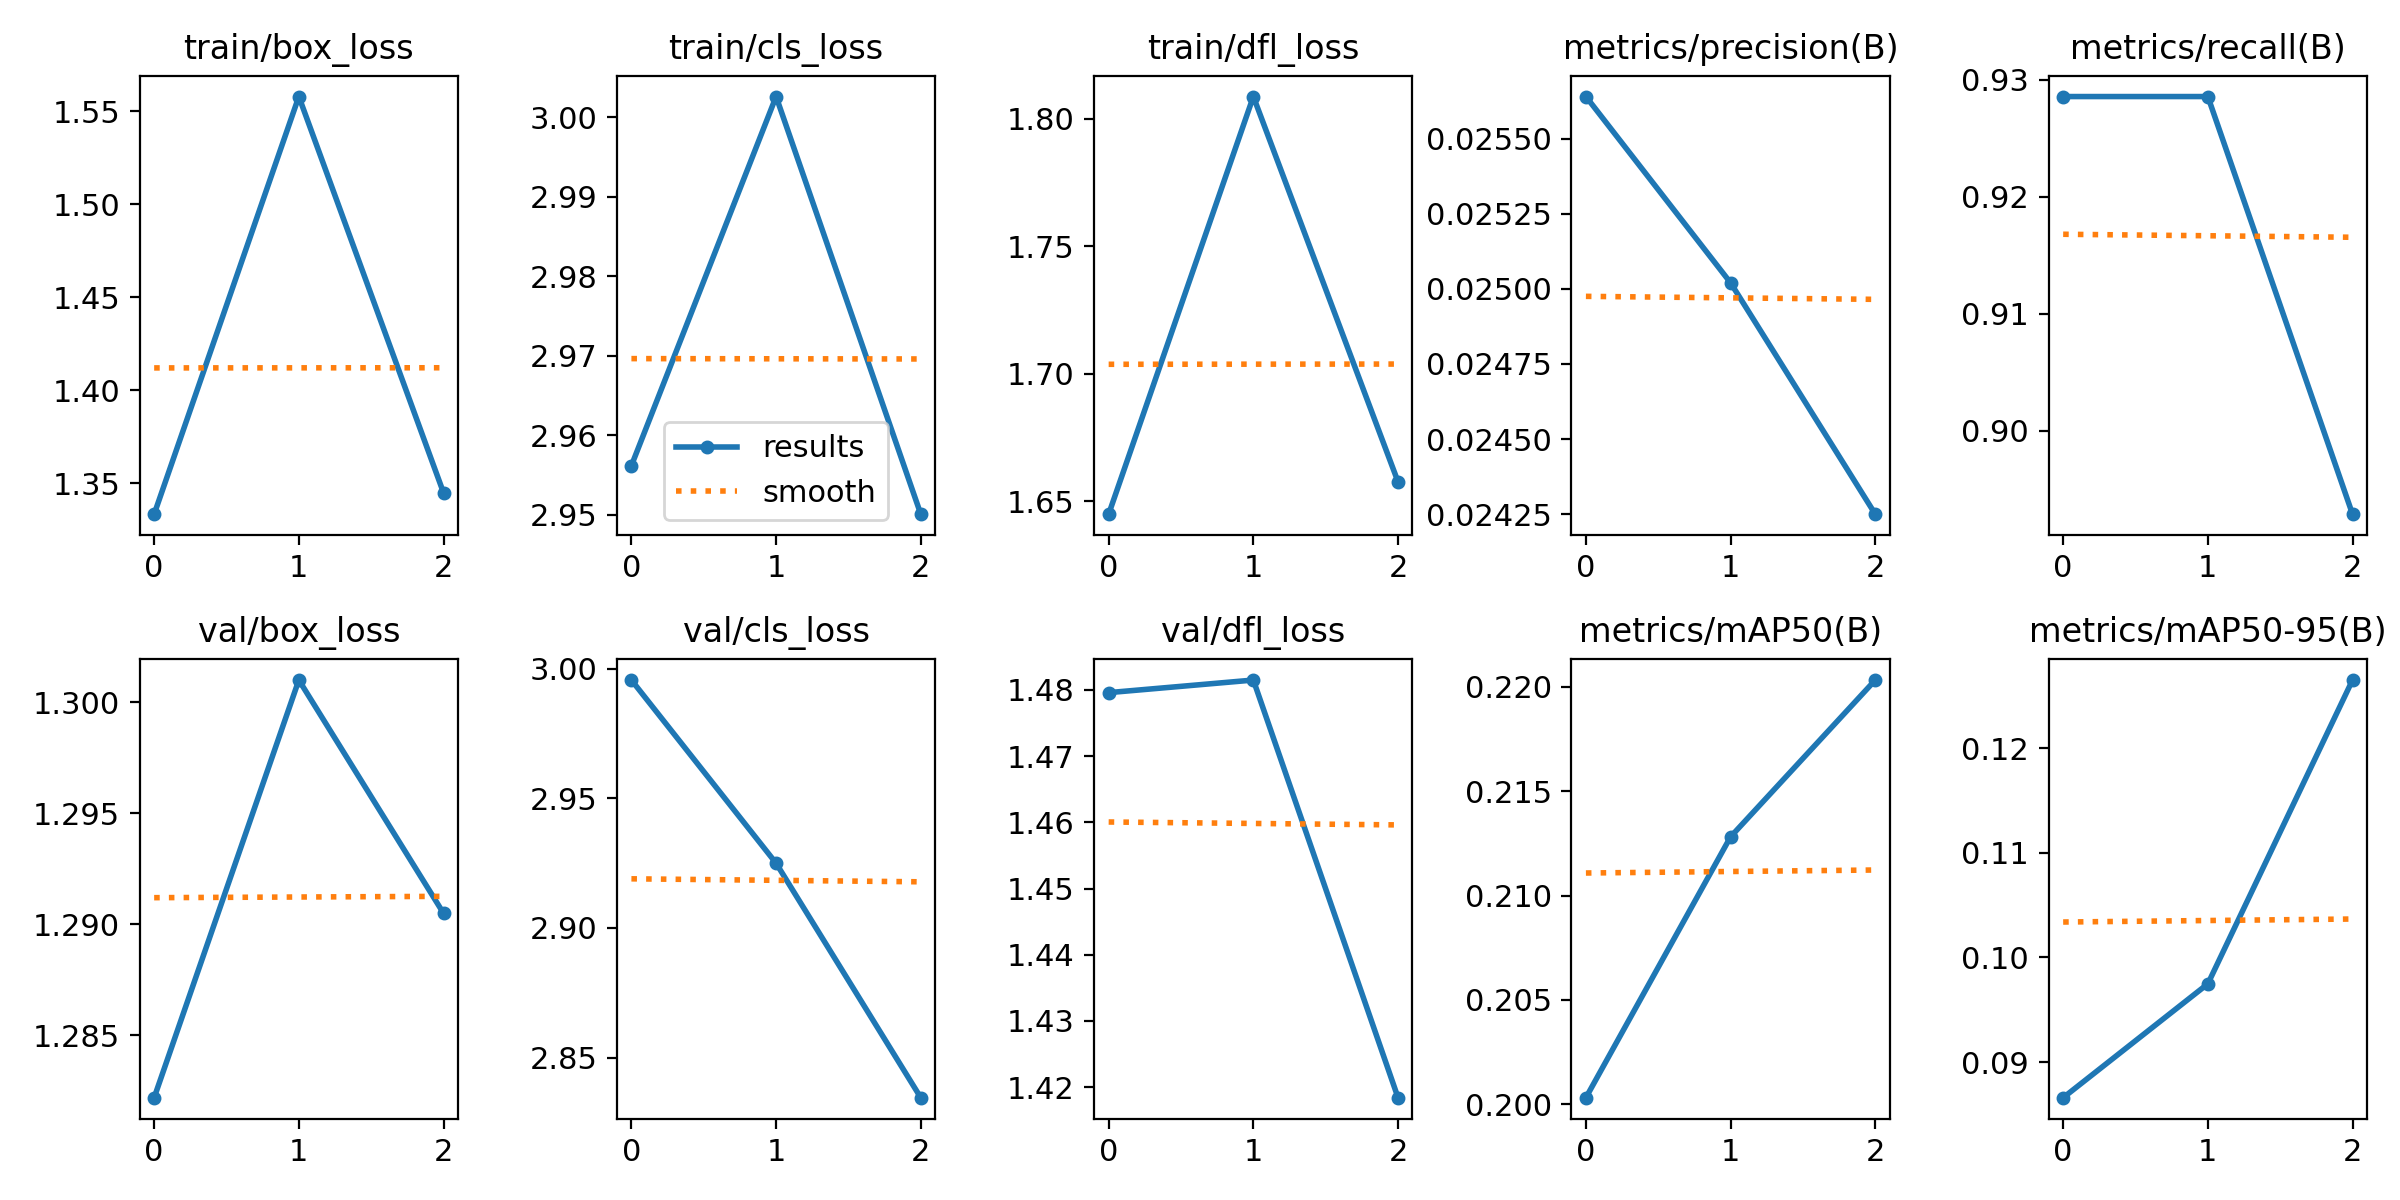 train/box_loss
1.55
1.50
1.45
1.40
1.35
0 1 2
train/cls_loss
3.00
2.99
2.98
2.97
2.96
2.95
results
smooth
0 1 2
train/dfl_loss
1.80
1.75
1.70
1.65
0 1 2
metrics/precision(B)
0.02550
0.02525
0.02500
0.02475
0.02450
0.02425
0 1 2
metrics/recall(B)
0.93
0.92
0.91
0.90
0 1 2
val/box_loss
1.300
1.295
1.290
1.285
0 1 2
val/cls_loss
3.00
2.95
2.90
2.85
0 1 2
val/dfl_loss
1.48
1.47
1.46
1.45
1.44
1.43
1.42
0 1 2
metrics/mAP50(B)
0.220
0.215
0.210
0.205
0.200
0 1 2
metrics/mAP50-95(B)
0.12
0.11
0.10
0.09
0 1 2